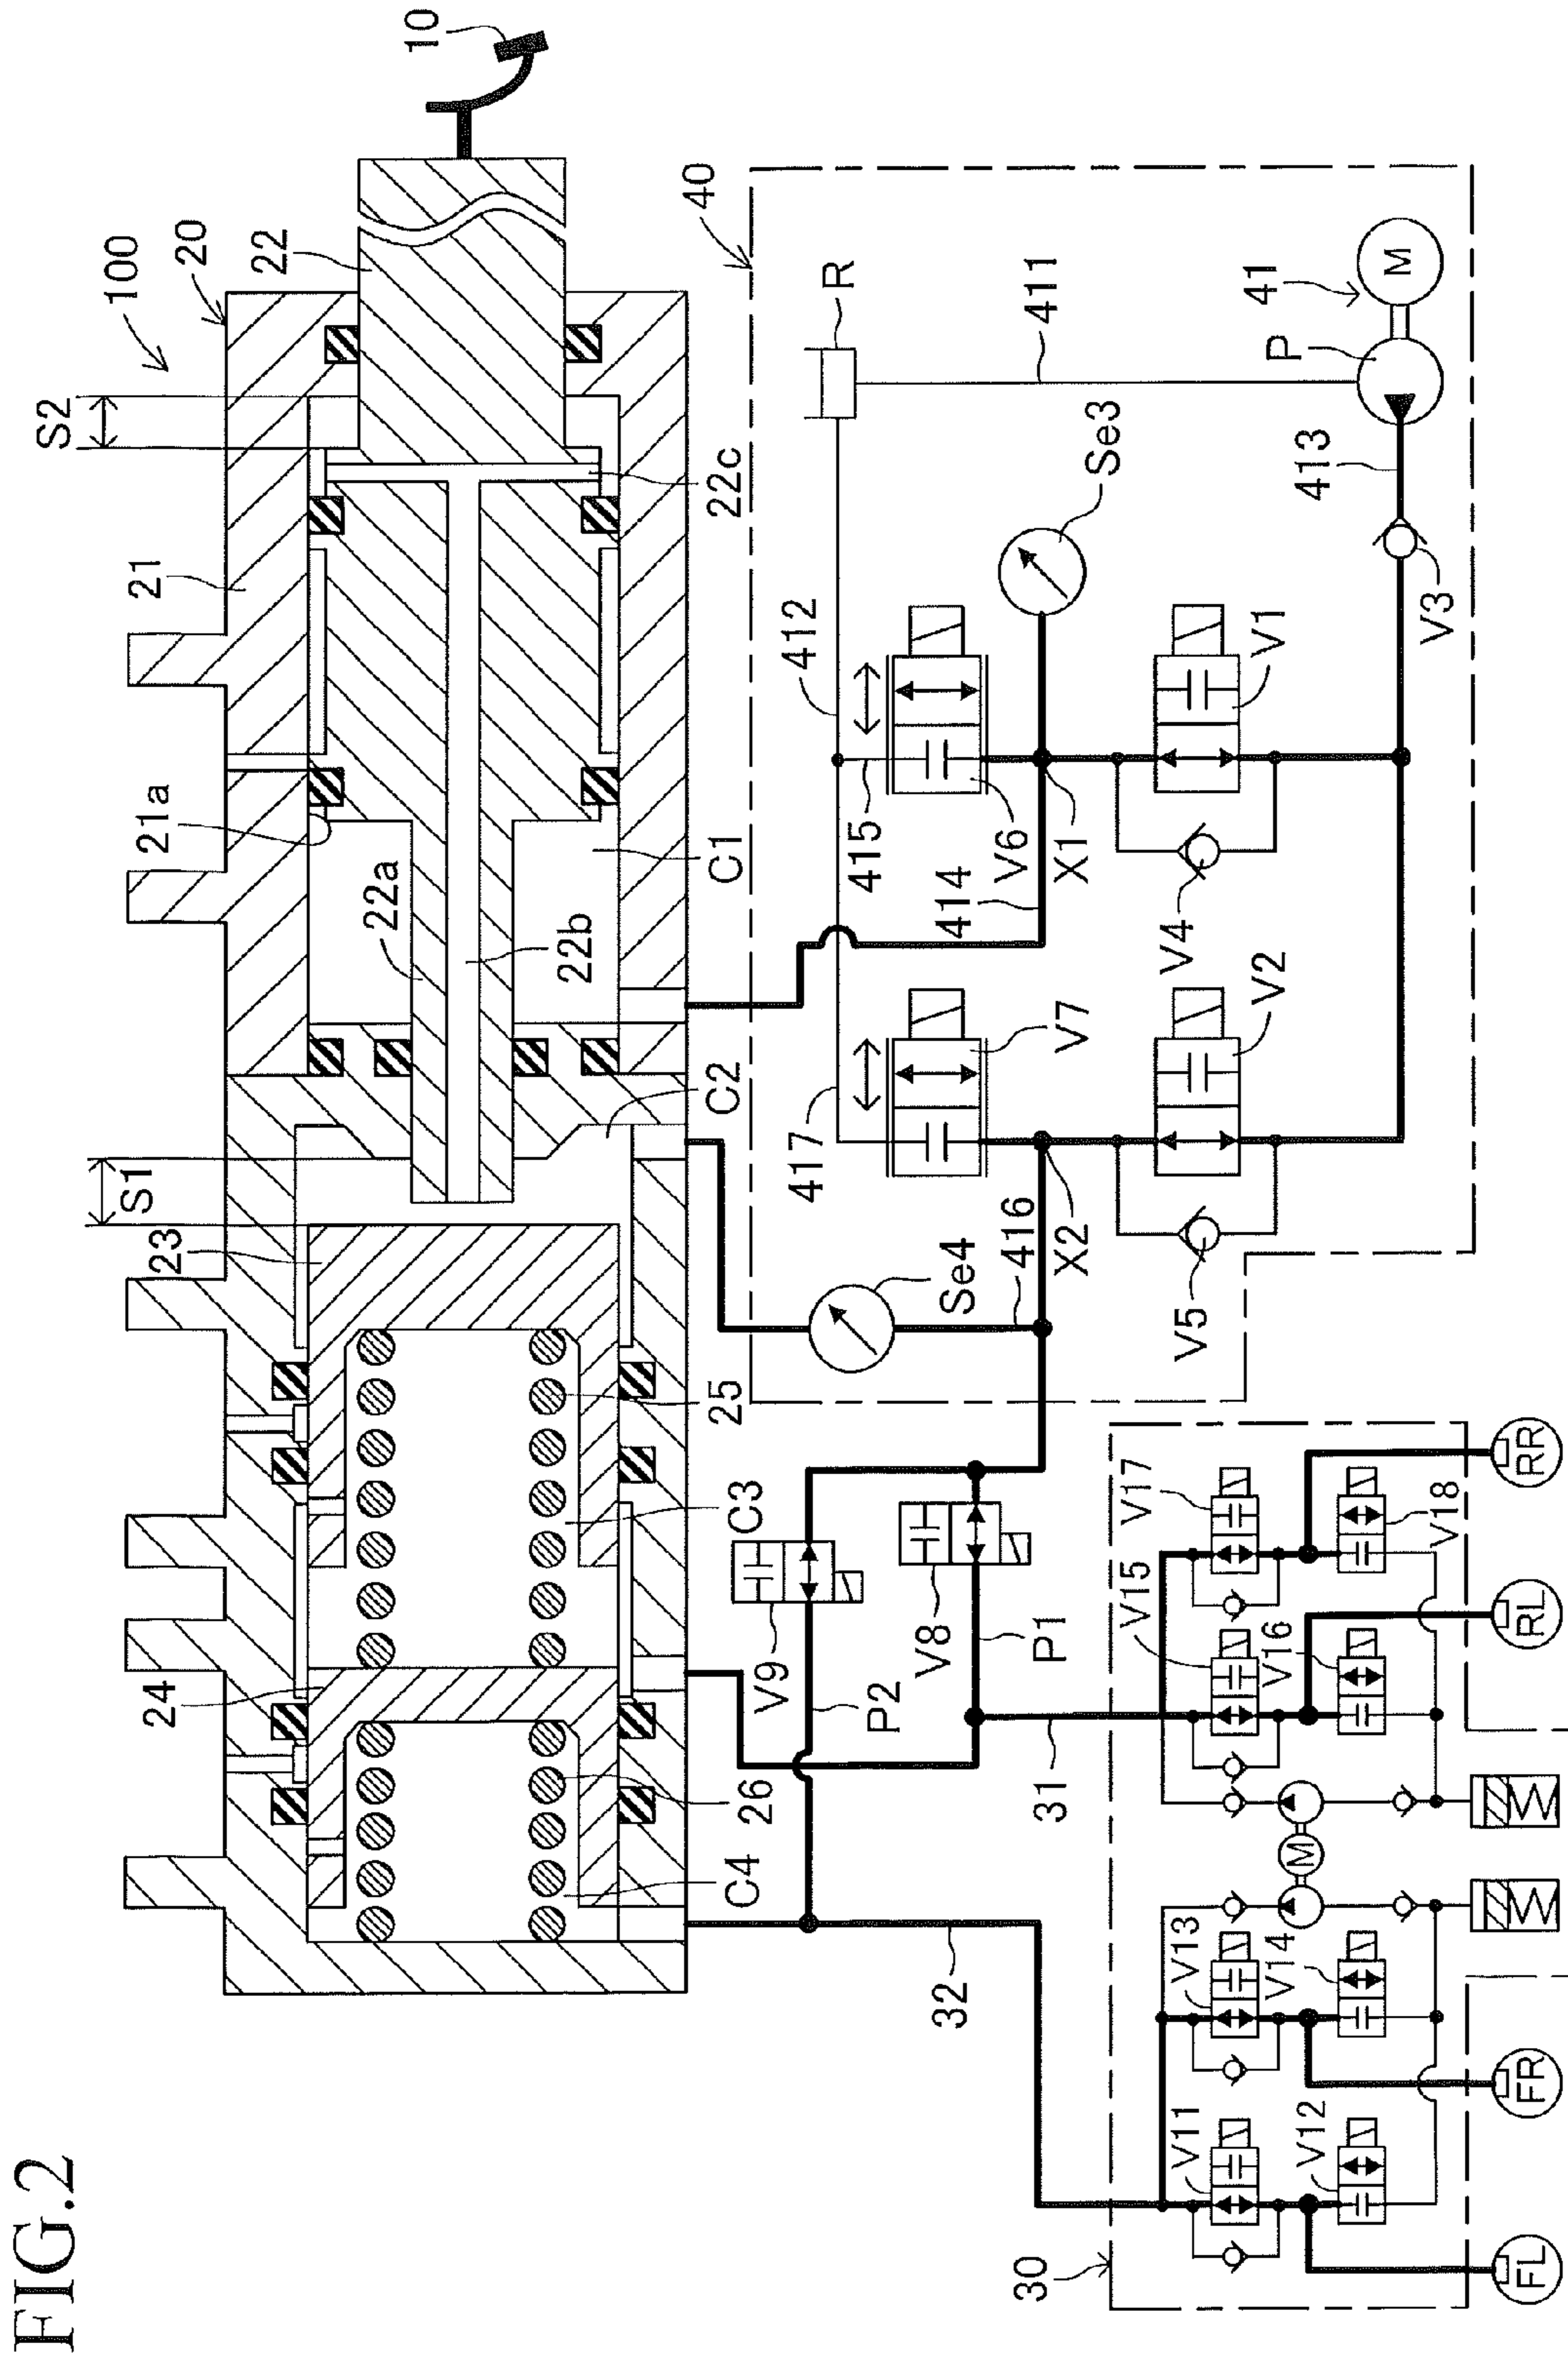 FIG.2
100
10
20
S2
22
21
21a
22c
22a
22b
C1
C2
S1
23
25
C3
24
26
C4
40
R
411
41
M
P
413
Se3
V3
412
415
V6
V1
X1
414
V4
V7
V2
417
X2
416
Se4
V5
V9
V8
P2
P1
31
32
30
V17
V18
V15
V16
V13
V14
V11
V12
M
RR
RL
FR
FL